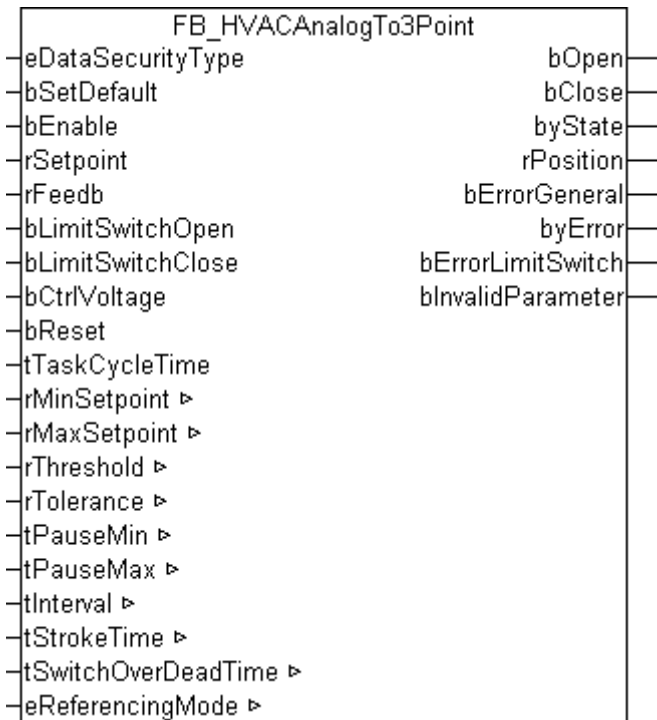 FB_HVACAnalogTo3Point
eDataSecurityType bOpen
bSetDefault bClose
bEnable byState
rSetpoint rPosition
rFeedb bErrorGeneral
bLimitSwitchOpen byError
bLimitSwitchClose bErrorLimitSwitch
bCtrlVoltage bInvalidParameter
bReset
tTaskCycleTime
rMinSetpoint ▹
rMaxSetpoint ▹
rThreshold ▹
rTolerance ▹
tPauseMin ▹
tPauseMax ▹
tInterval ▹
tStrokeTime ▹
tSwitchOverDeadTime ▹
eReferencingMode ▹